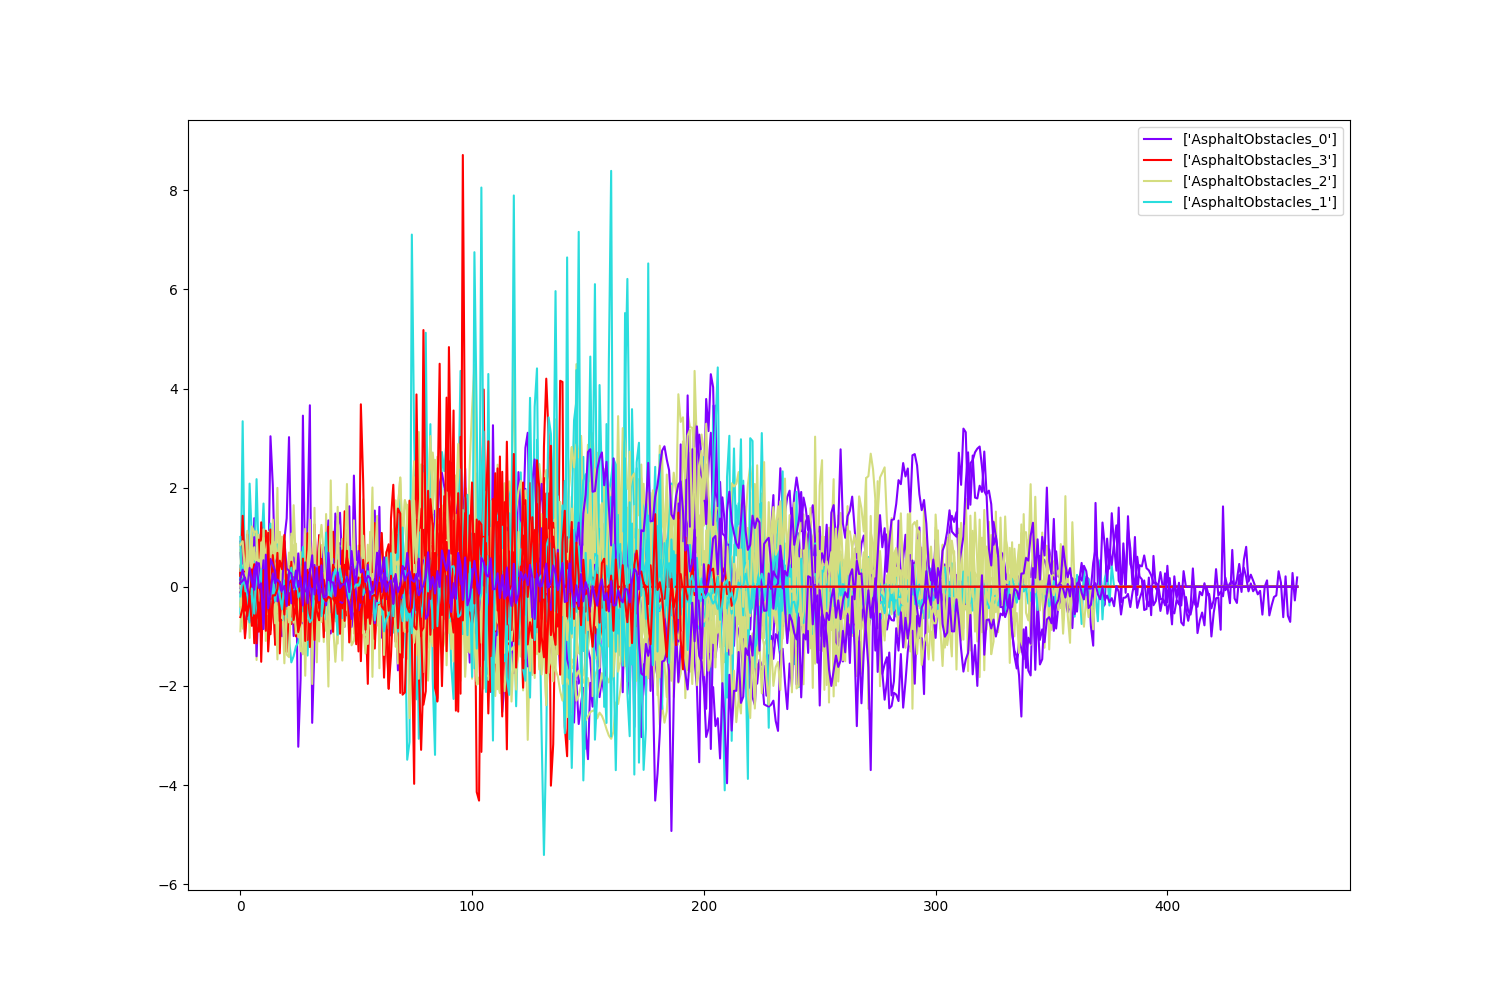 ['AsphaltObstacles_0']
['AsphaltObstacles_3']
['AsphaltObstacles_2']
['AsphaltObstacles_1']
8
6
4
2
0
−2
−4
−6
0 100 200 300 400